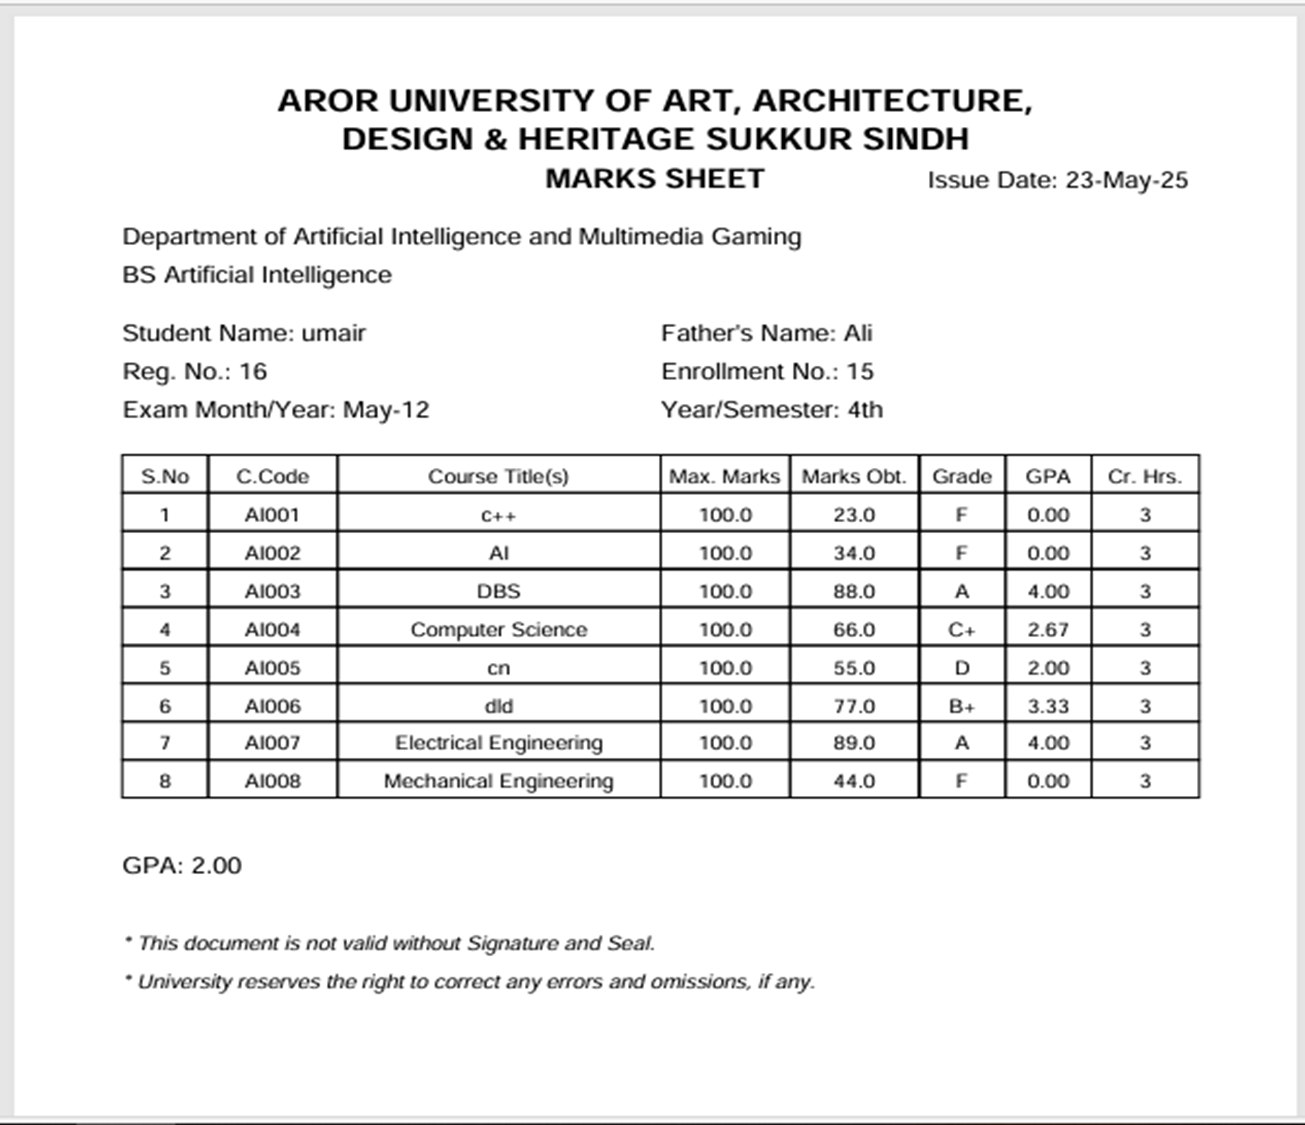 AROR UNIVERSITY OF ART, ARCHITECTURE,
DESIGN & HERITAGE SUKKUR SINDH
MARKS SHEET Issue Date: 23-May-25
Department of Artificial Intelligence and Multimedia Gaming
BS Artificial Intelligence
Student Name: umair Father's Name: Ali
Reg. No.: 16 Enrollment No.: 15
Exam Month/Year: May-12 Year/Semester: 4th
S.No C.Code Course Title(s) Max. Marks Marks Obt. Grade GPA Cr. Hrs.
1 AI001 c++ 100.0 23.0 F 0.00 3
2 AI002 AI 100.0 34.0 F 0.00 3
3 AI003 DBS 100.0 88.0 A 4.00 3
4 AI004 Computer Science 100.0 66.0 C+ 2.67 3
5 AI005 cn 100.0 55.0 D 2.00 3
6 AI006 dld 100.0 77.0 B+ 3.33 3
7 AI007 Electrical Engineering 100.0 89.0 A 4.00 3
8 AI008 Mechanical Engineering 100.0 44.0 F 0.00 3
GPA: 2.00
* This document is not valid without Signature and Seal.
* University reserves the right to correct any errors and omissions, if any.